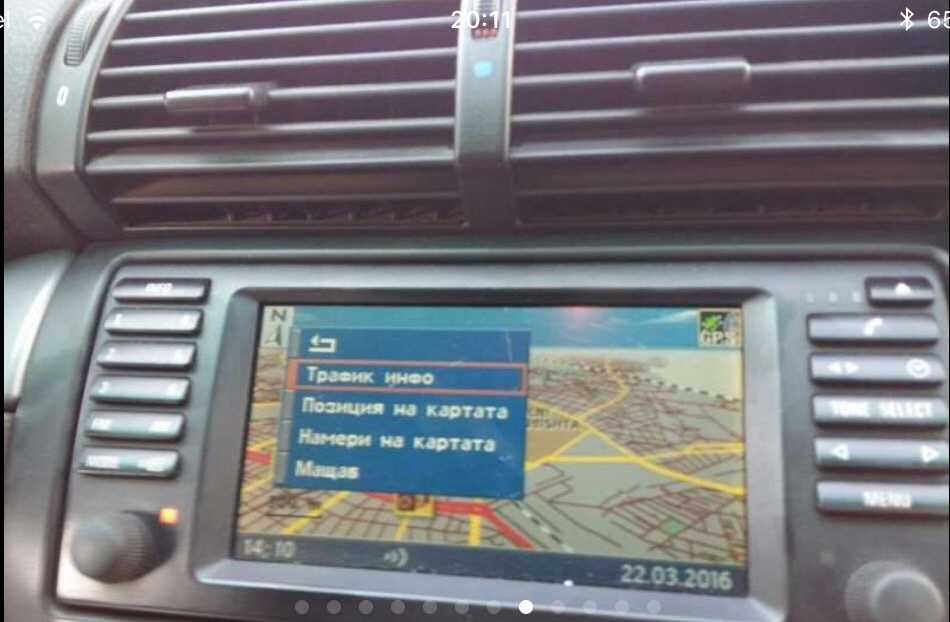 20:11
65
0
INFO
N
GPS
Трафик инфо
Позиция на картата
Намери на картата
Мащаб
TONE SELECT
MENU
14:10
22.03.2016